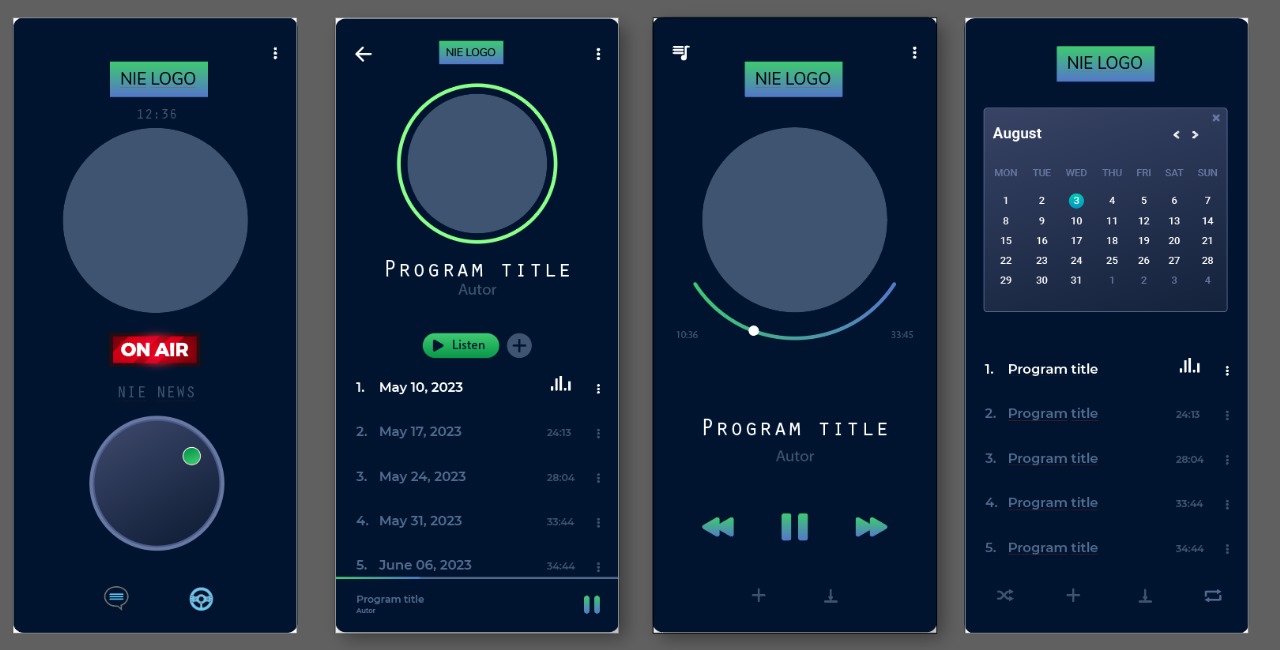 NIE LOGO
12:36
ON AIR
NIE NEWS
NIE LOGO
PROGRAM TITLE
Autor
Listen
1. May 10, 2023
2. May 17, 2023 24:13
3. May 24, 2023 28:04
4. May 31, 2023 33:44
5. June 06, 2023 34:44
Program title
Autor
NIE LOGO
10:36 33:45
PROGRAM TITLE
Autor
NIE LOGO
August
MON TUE WED THU FRI SAT SUN
1 2 3 4 5 6 7
8 9 10 11 12 13 14
15 16 17 18 19 20 21
22 23 24 25 26 27 28
29 30 31 1 2 3 4
1. Program title
2. Program title 24:13
3. Program title 28:04
4. Program title 33:44
5. Program title 34:44